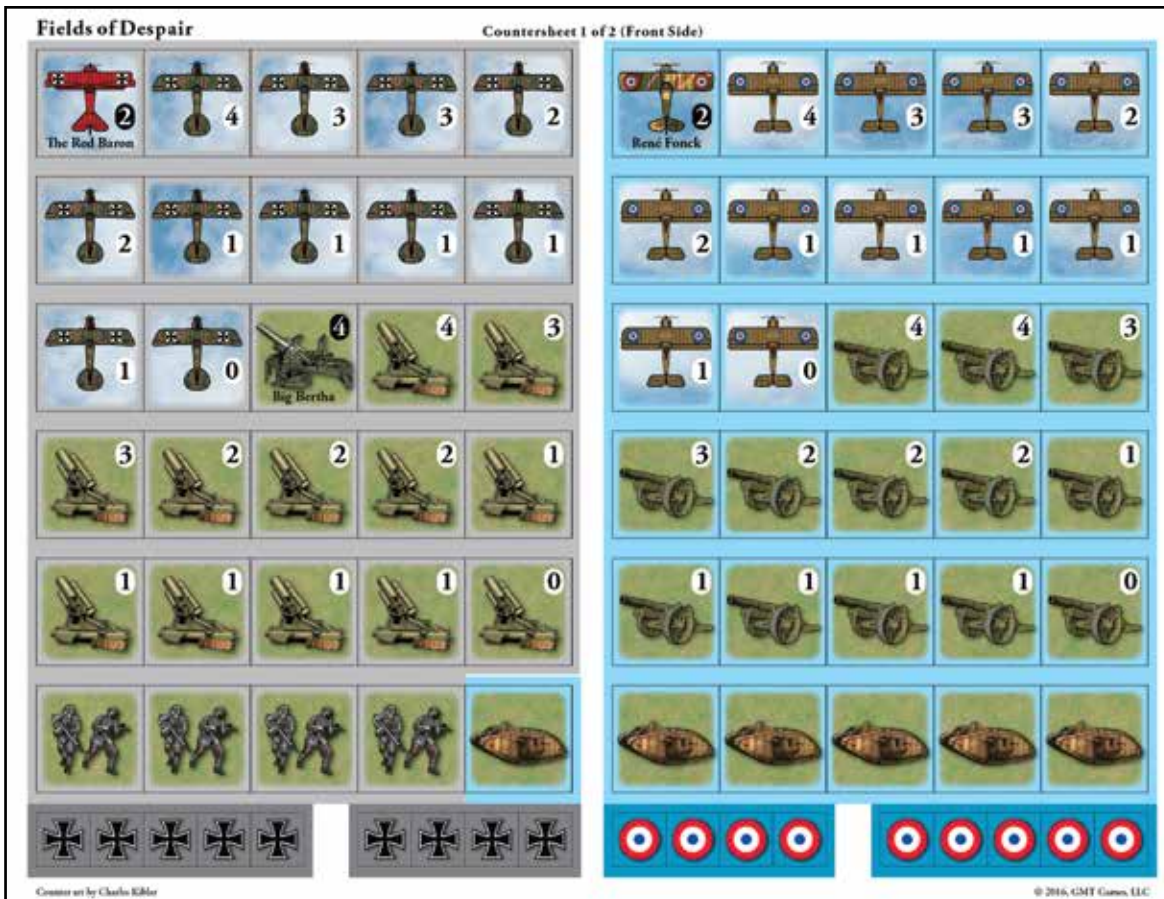 Fields of Despair
Countersheet 1 of 2 (Front Side)
2 4 3 3 2
The Red Baron
2 1 1 1 1
1 0 4 4 3
Big Bertha
3 2 2 2 1
1 1 1 1 0
2 4 3 3 2
René Fonck
2 1 1 1 1
1 0 4 4 3
3 2 2 2 1
1 1 1 1 0
Counter art by Charles Kibler
© 2016, GMT Games, LLC